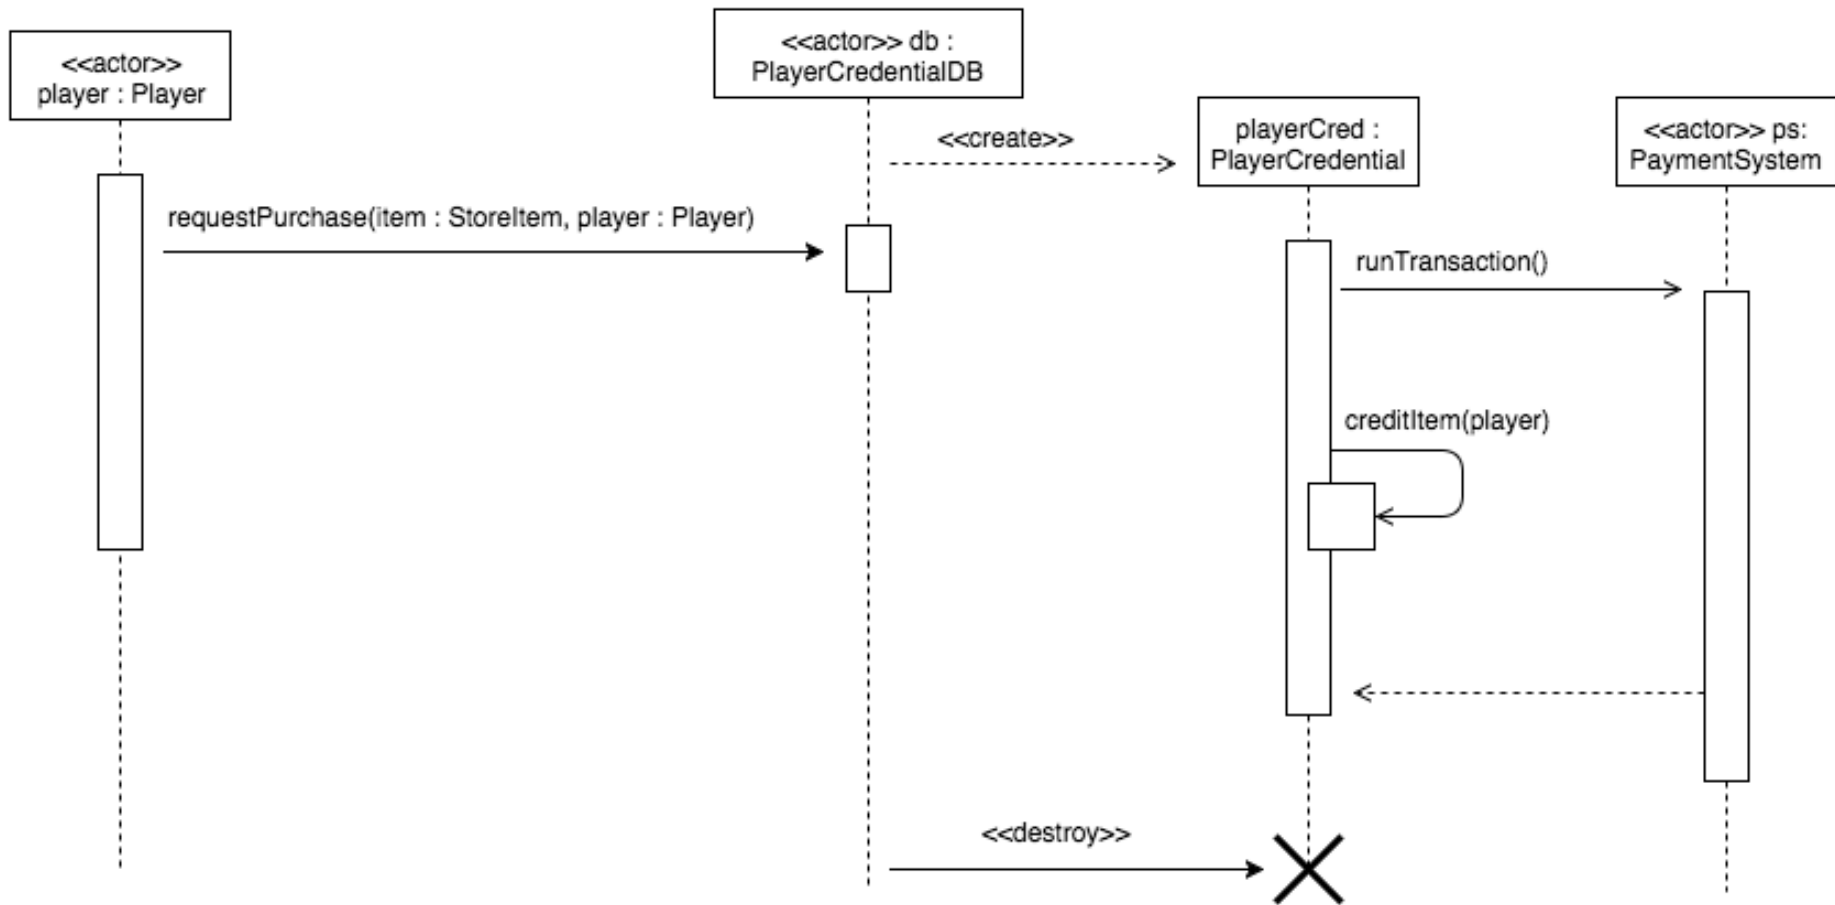 <<actor>>
player : Player
<<actor>> db :
PlayerCredentialDB
playerCred :
PlayerCredential
<<actor>> ps:
PaymentSystem
<<create>>
requestPurchase(item : StoreItem, player : Player)
runTransaction()
creditItem(player)
<<destroy>>